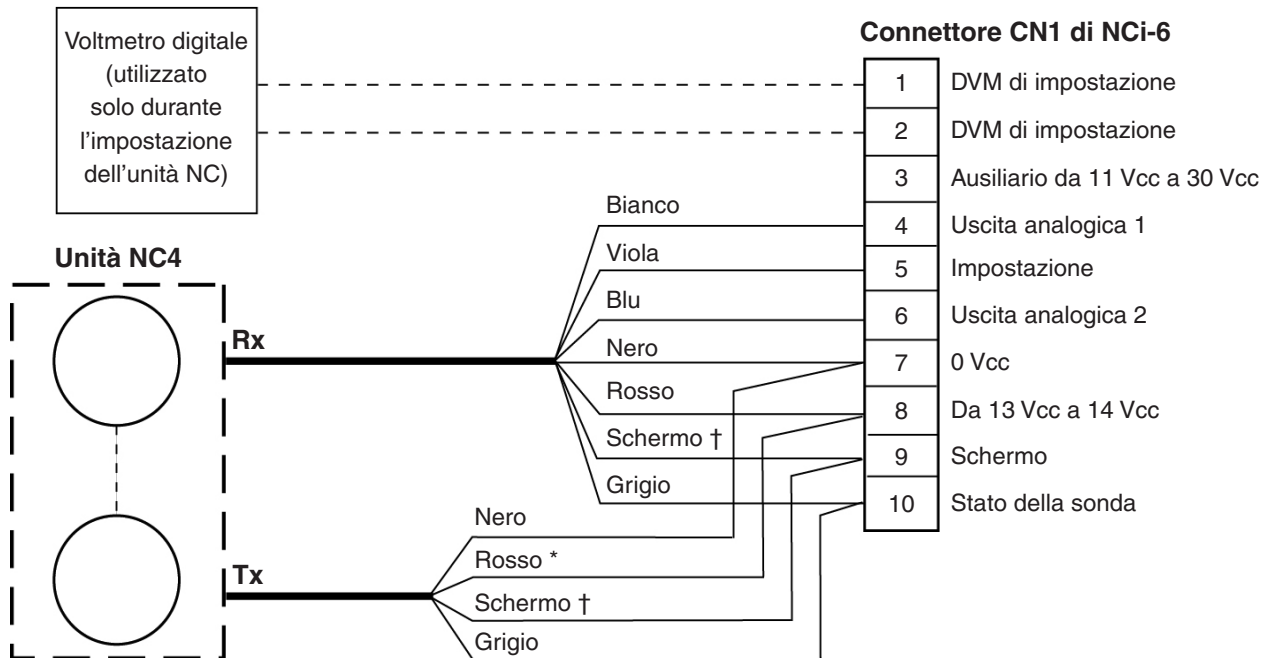 Voltmetro digitale
(utilizzato
solo durante
l'impostazione
dell'unità NC)
Connettore CN1 di NCi-6
1 DVM di impostazione
2 DVM di impostazione
3 Ausiliario da 11 Vcc a 30 Vcc
4 Uscita analogica 1
5 Impostazione
6 Uscita analogica 2
7 0 Vcc
8 Da 13 Vcc a 14 Vcc
9 Schermo
10 Stato della sonda
Unità NC4
Rx
Bianco
Viola
Blu
Nero
Rosso
Schermo †
Grigio
Tx
Nero
Rosso *
Schermo †
Grigio